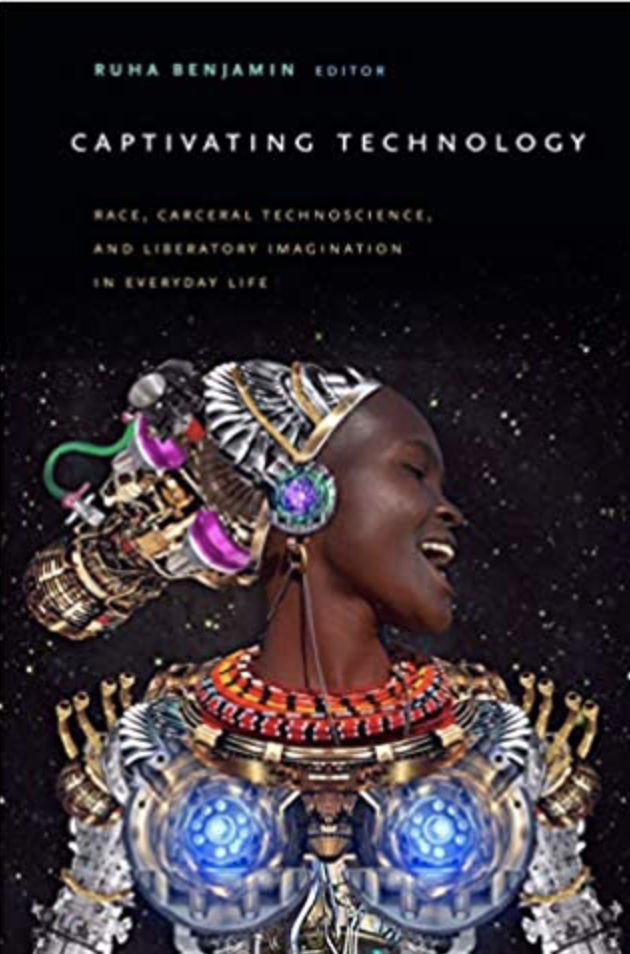 RUHA BENJAMIN EDITOR
CAPTIVATING TECHNOLOGY
RACE, CARCERAL TECHNOSCIENCE,
AND LIBERATORY IMAGINATION
IN EVERYDAY LIFE